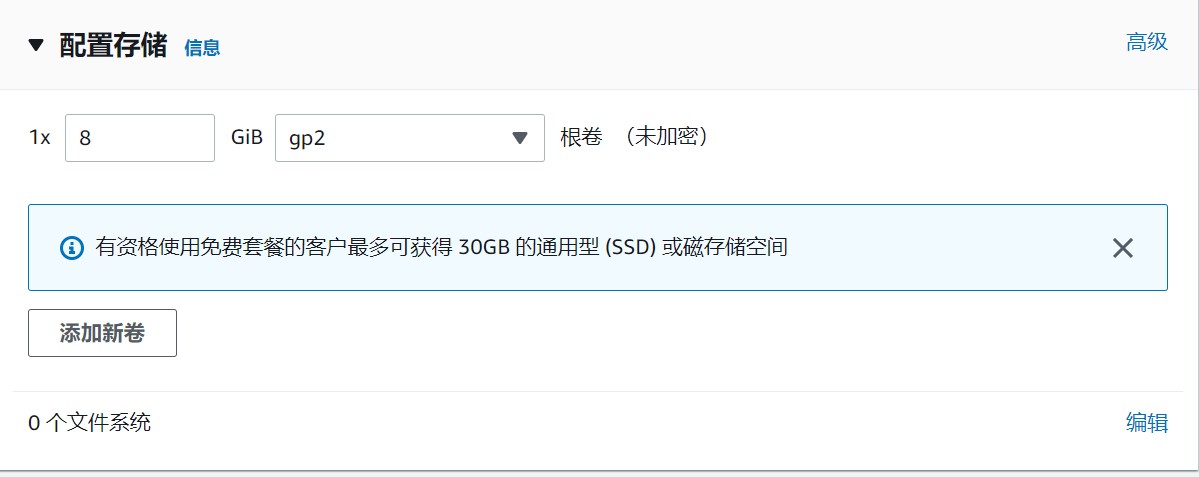 配置存储 信息 高级
1x 8 GiB gp2 根卷 （未加密）
有资格使用免费套餐的客户最多可获得 30GB 的通用型 (SSD) 或磁存储空间
添加新卷
0 个文件系统 编辑